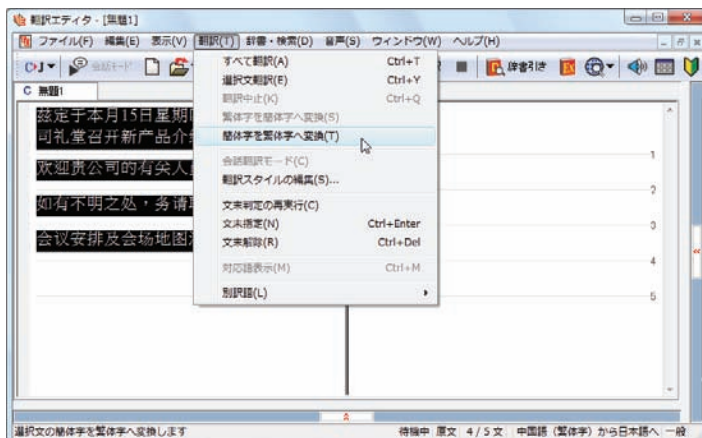 翻訳エディタ - [無題1]
ファイル(F) 編集(E) 表示(V) 翻訳(T) 辞書・検索(D) 音声(S) ウィンドウ(W) ヘルプ(H)
会話モード
辞書引き
C 無題1
兹定于本月15日星期
司礼堂召开新产品介
欢迎贵公司的有关人
如有不明之处，务请
会议安排及会场地图
すべて翻訳(A) Ctrl+T
選択文翻訳(E) Ctrl+Y
翻訳中止(K) Ctrl+Q
繁体字を簡体字へ変換(S)
簡体字を繁体字へ変換(T)
会話翻訳モード(C)
翻訳スタイルの編集(S)...
文末判定の再実行(C)
文末指定(N) Ctrl+Enter
文末解除(R) Ctrl+Del
対応語表示(M) Ctrl+M
別訳語(L)
1
2
3
4
5
選択文の簡体字を繁体字へ変換します
待機中 原文 4 / 5 文 中国語（繁体字）から日本語へ 一般